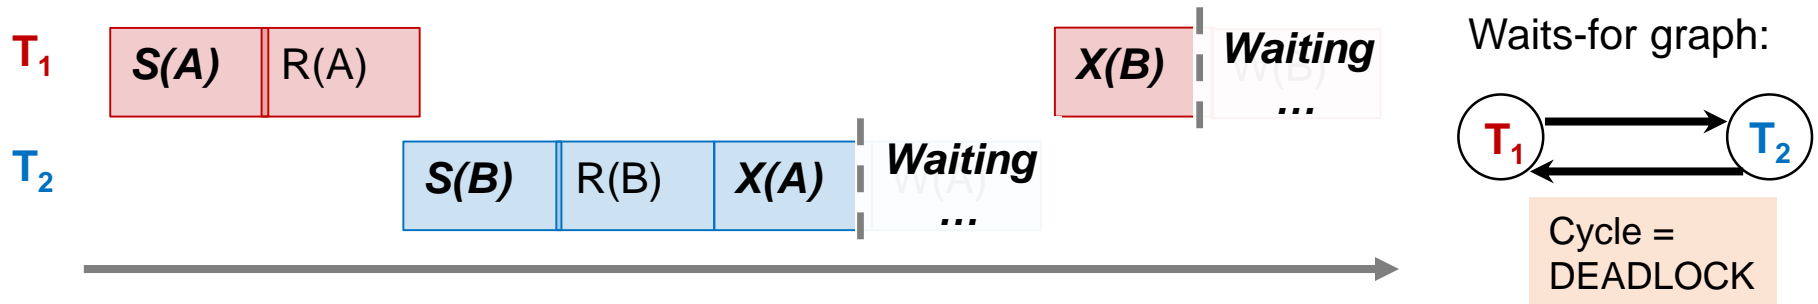 T1 S(A) R(A) X(B) Waiting ... W(B)
T2 S(B) R(B) X(A) Waiting ... W(A)
Waits-for graph:
T1 T2
Cycle =
DEADLOCK